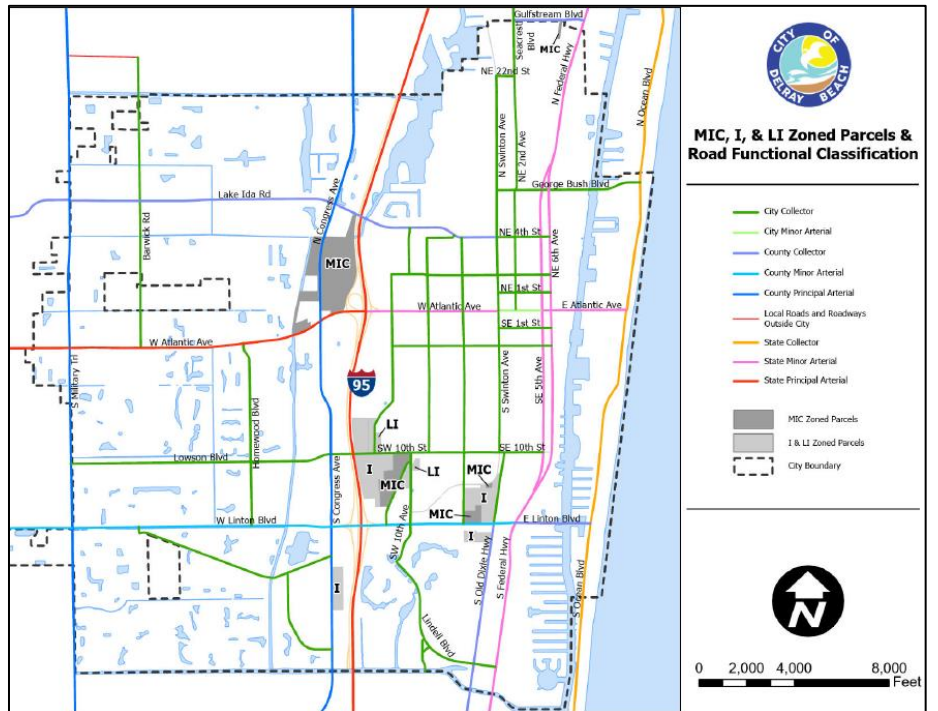 Gulfstream Blvd
Seacrest Blvd
MIC
NE 22nd St
N Federal Hwy
N Ocean Blvd
N Swinton Ave
NE 2nd Ave
George Bush Blvd
Lake Ida Rd
N Congress Ave
Barwick Rd
NE 4th St
NE 6th Ave
MIC
NE 1st St
W Atlantic Ave
E Atlantic Ave
SE 1st St
W Atlantic Ave
S Military Trl
95
S Swinton Ave
SE 5th Ave
Homewood Blvd
LI
SW 10th St
SE 10th St
Lowson Blvd
I
LI
MIC
MIC
I
S Congress Ave
MIC
W Linton Blvd
E Linton Blvd
SW 10th Ave
I
I
S Old Dixie Hwy
S Federal Hwy
S Ocean Blvd
Lindell Blvd
CITY OF
DELRAY BEACH
MIC, I, & LI Zoned Parcels &
Road Functional Classification
City Collector
City Minor Arterial
County Collector
County Minor Arterial
County Principal Arterial
Local Roads and Roadways
Outside City
State Collector
State Minor Arterial
State Principal Arterial
MIC Zoned Parcels
I & LI Zoned Parcels
City Boundary
N
0 2,000 4,000 8,000
Feet